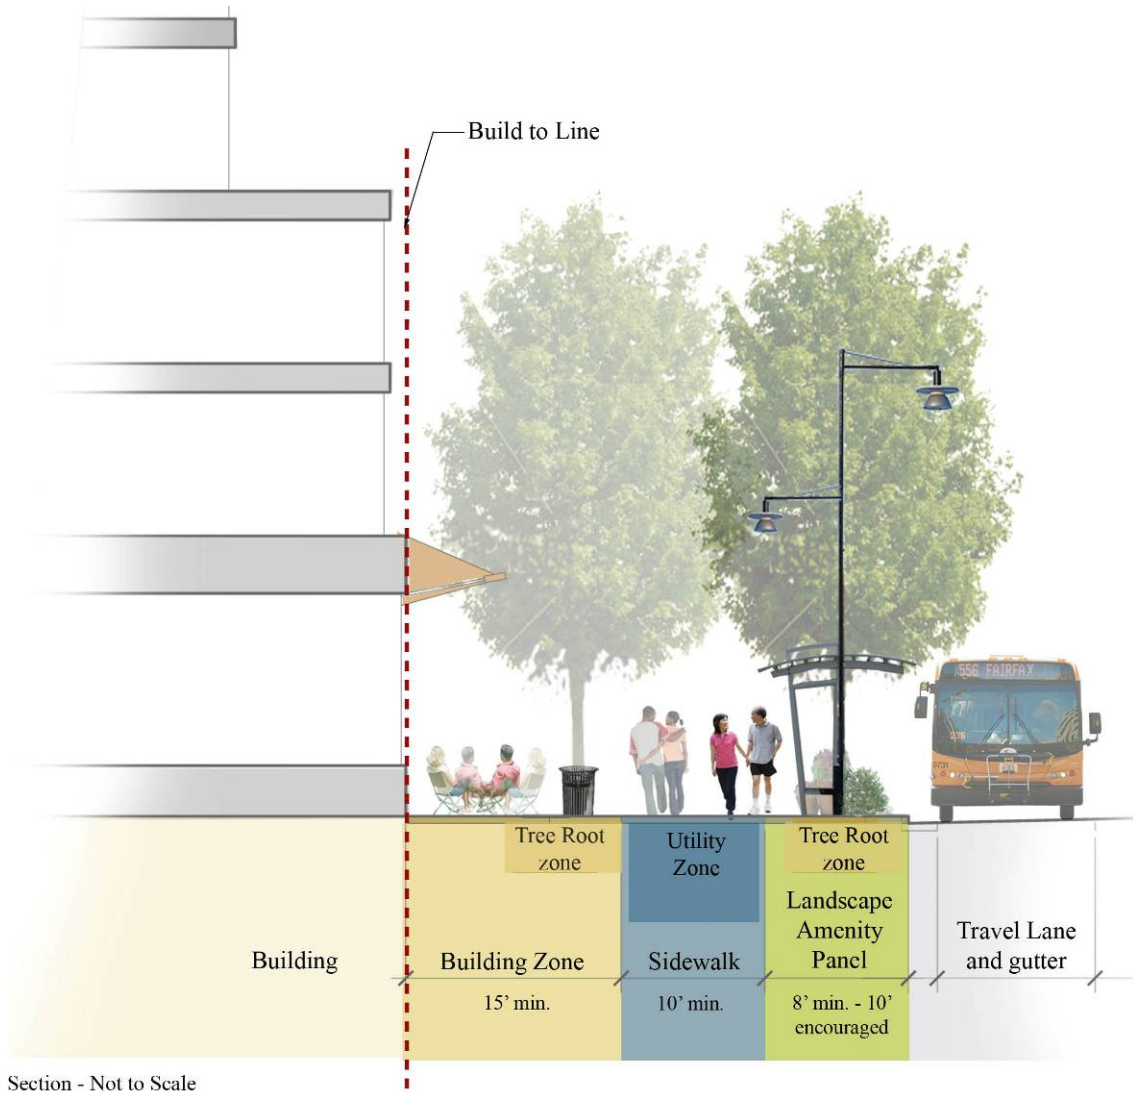 Build to Line
556 FAIRFAX
9731
Tree Root
zone
Utility
Zone
Tree Root
zone
Landscape
Amenity
Panel
Building
Building Zone
Sidewalk
Travel Lane
and gutter
15' min.
10' min.
8' min. - 10'
encouraged
Section - Not to Scale